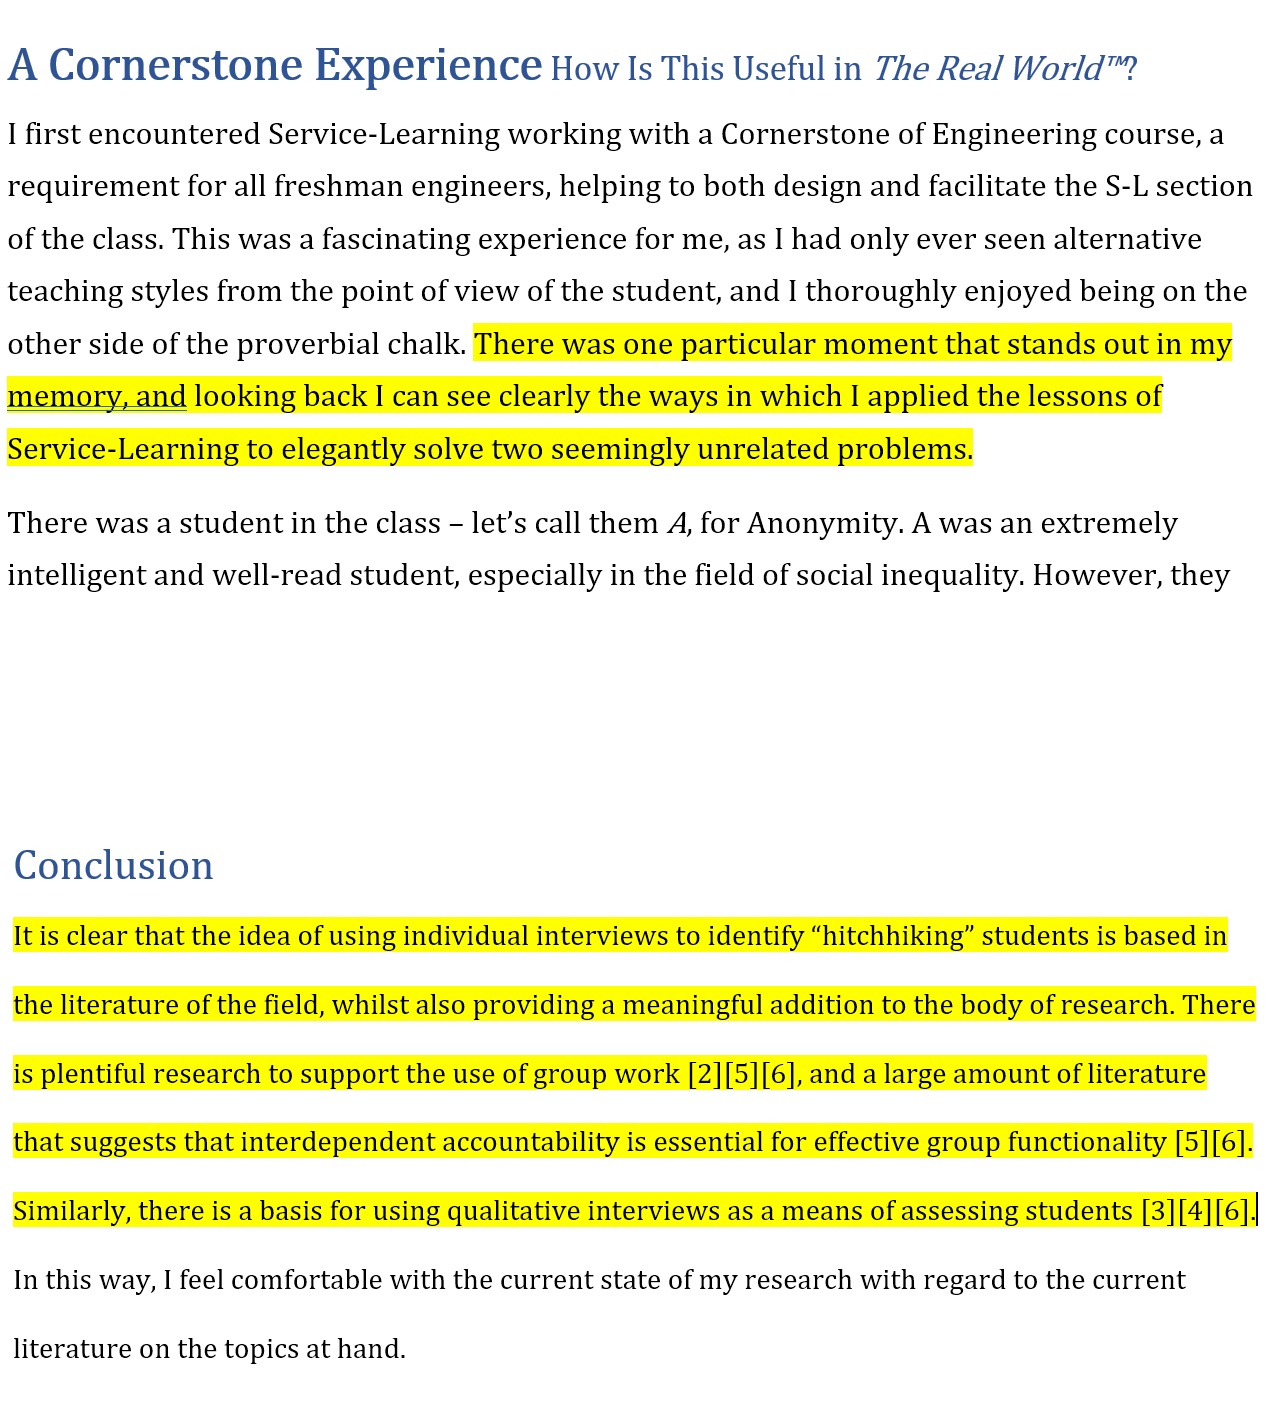 A Cornerstone Experience How Is This Useful in The Real World™?
I first encountered Service-Learning working with a Cornerstone of Engineering course, a
requirement for all freshman engineers, helping to both design and facilitate the S-L section
of the class. This was a fascinating experience for me, as I had only ever seen alternative
teaching styles from the point of view of the student, and I thoroughly enjoyed being on the
other side of the proverbial chalk. There was one particular moment that stands out in my
memory, and looking back I can see clearly the ways in which I applied the lessons of
Service-Learning to elegantly solve two seemingly unrelated problems.
There was a student in the class – let’s call them A, for Anonymity. A was an extremely
intelligent and well-read student, especially in the field of social inequality. However, they
Conclusion
It is clear that the idea of using individual interviews to identify “hitchhiking” students is based in
the literature of the field, whilst also providing a meaningful addition to the body of research. There
is plentiful research to support the use of group work [2][5][6], and a large amount of literature
that suggests that interdependent accountability is essential for effective group functionality [5][6].
Similarly, there is a basis for using qualitative interviews as a means of assessing students [3][4][6].
In this way, I feel comfortable with the current state of my research with regard to the current
literature on the topics at hand.